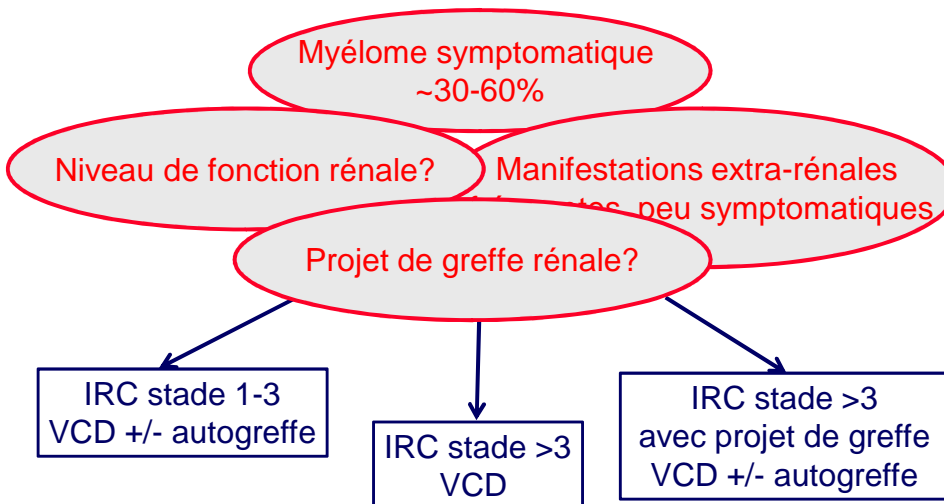 Myélome symptomatique
~30-60%
Niveau de fonction rénale?
Manifestations extra-rénales
peu symptomatiques
Projet de greffe rénale?
IRC stade 1-3
VCD +/- autogreffe
IRC stade >3
VCD
IRC stade >3
avec projet de greffe
VCD +/- autogreffe